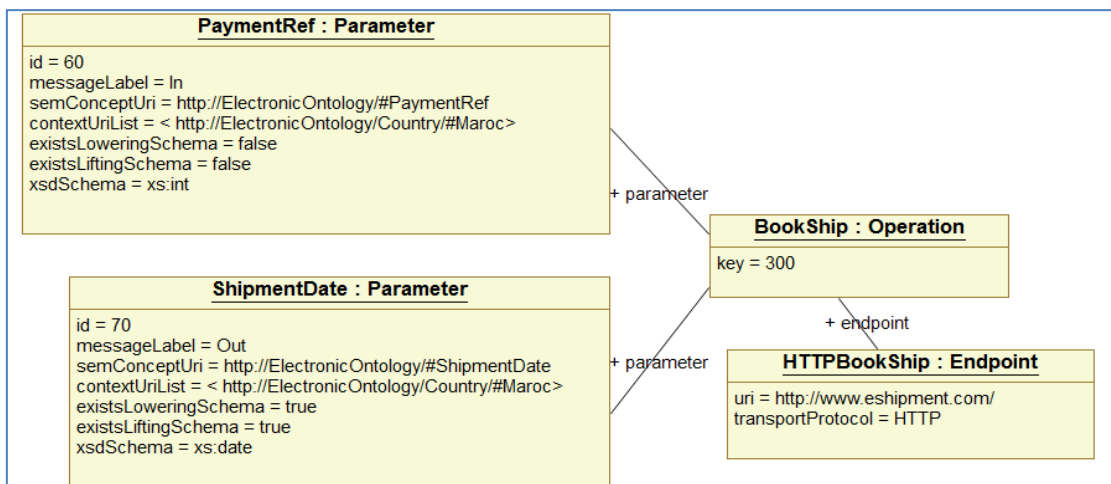 PaymentRef : Parameter
id = 60
messageLabel = In
semConceptUri = http://ElectronicOntology/#PaymentRef
contextUriList = < http://ElectronicOntology/Country/#Maroc>
existsLoweringSchema = false
existsLiftingSchema = false
xsdSchema = xs:int
+ parameter
BookShip : Operation
key = 300
ShipmentDate : Parameter
id = 70
messageLabel = Out
semConceptUri = http://ElectronicOntology/#ShipmentDate
contextUriList = < http://ElectronicOntology/Country/#Maroc>
existsLoweringSchema = true
existsLiftingSchema = true
xsdSchema = xs:date
+ parameter
+ endpoint
HTTPBookShip : Endpoint
uri = http://www.eshipment.com/
transportProtocol = HTTP